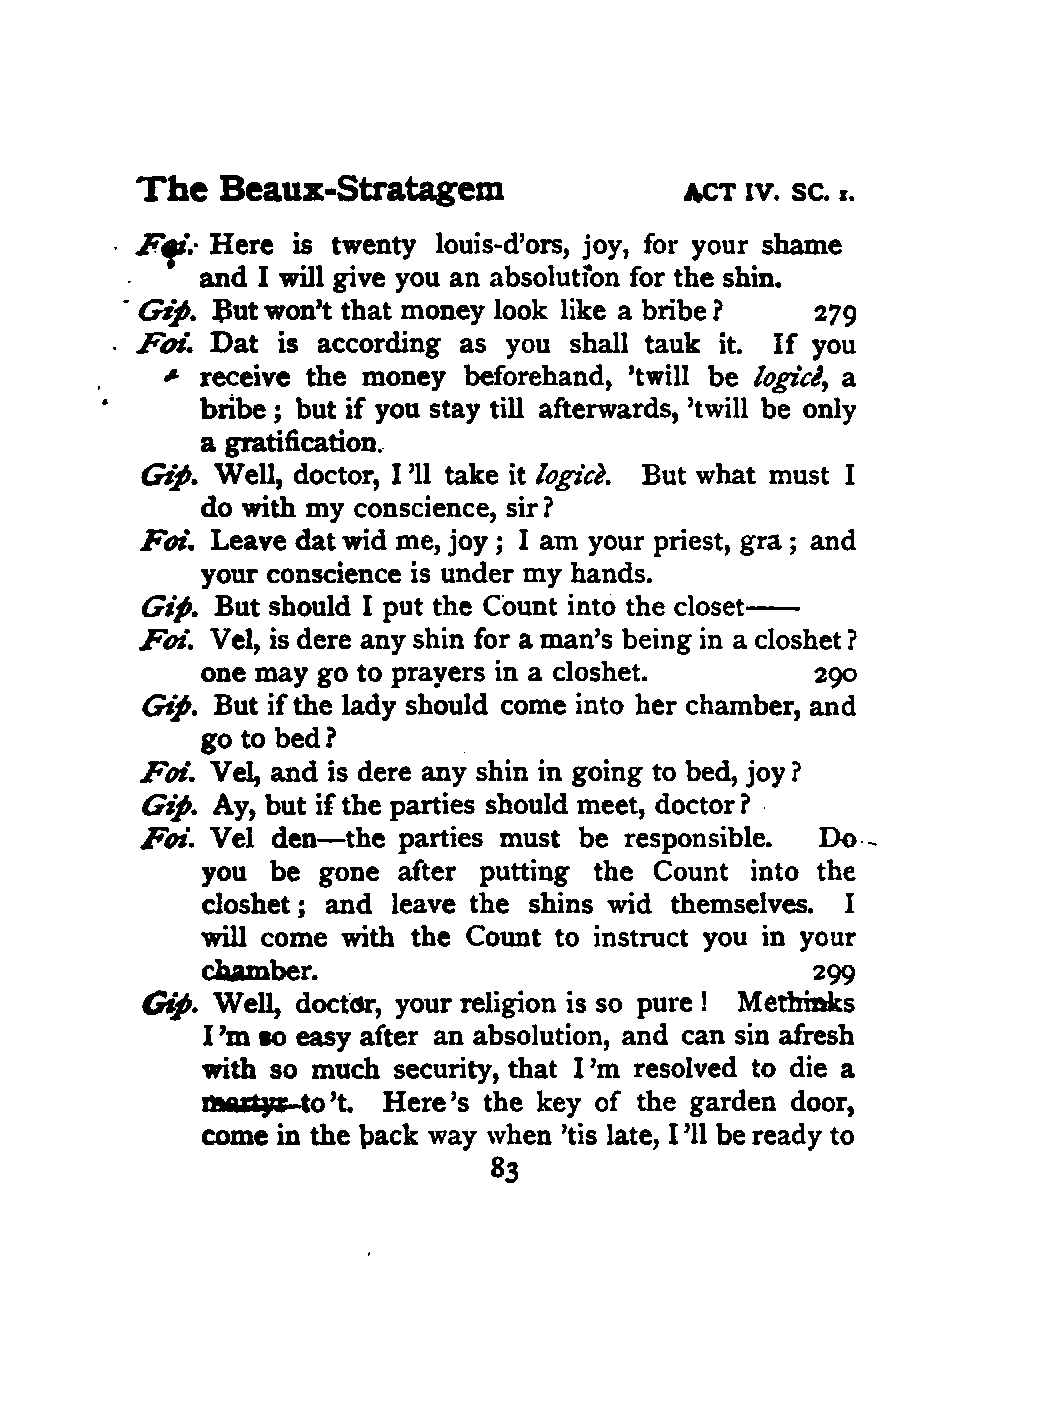 The Beaux-Stratagem ACT IV. SC. I.
Foi. Here is twenty louis-d'ors, joy, for your shame
and I will give you an absolution for the shin.
Gip. But won't that money look like a bribe? 279
Foi. Dat is according as you shall tauk it. If you
receive the money beforehand, 'twill be logicè, a
bribe; but if you stay till afterwards, 'twill be only
a gratification.
Gip. Well, doctor, I'll take it logicè. But what must I
do with my conscience, sir?
Foi. Leave dat wid me, joy; I am your priest, gra; and
your conscience is under my hands.
Gip. But should I put the Count into the closet——
Foi. Vel, is dere any shin for a man's being in a closhet?
one may go to prayers in a closhet. 290
Gip. But if the lady should come into her chamber, and
go to bed?
Foi. Vel, and is dere any shin in going to bed, joy?
Gip. Ay, but if the parties should meet, doctor?
Foi. Vel den—the parties must be responsible. Do
you be gone after putting the Count into the
closhet; and leave the shins wid themselves. I
will come with the Count to instruct you in your
chamber. 299
Gip. Well, doctor, your religion is so pure! Methinks
I'm so easy after an absolution, and can sin afresh
with so much security, that I'm resolved to die a
martyr to't. Here's the key of the garden door,
come in the back way when 'tis late, I'll be ready to
83